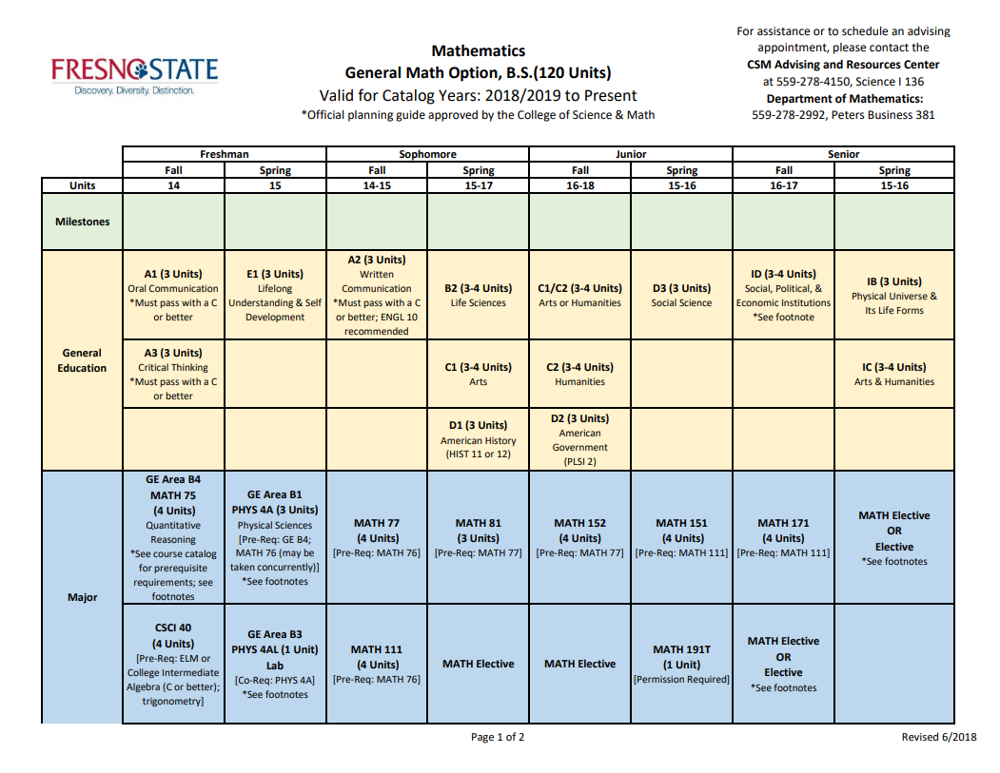 FRESNO STATE
Discovery. Diversity. Distinction.
Mathematics
General Math Option, B.S.(120 Units)
Valid for Catalog Years: 2018/2019 to Present
*Official planning guide approved by the College of Science & Math
For assistance or to schedule an advising
appointment, please contact the
CSM Advising and Resources Center
at 559-278-4150, Science I 136
Department of Mathematics:
559-278-2992, Peters Business 381
Freshman
Sophomore
Junior
Senior
Fall
Spring
Fall
Spring
Fall
Spring
Fall
Spring
Units
14
15
14-15
15-17
16-18
15-16
16-17
15-16
Milestones
General
Education
A1 (3 Units)
Oral Communication
*Must pass with a C
or better
E1 (3 Units)
Lifelong
Understanding & Self
Development
A2 (3 Units)
Written
Communication
*Must pass with a C
or better; ENGL 10
recommended
B2 (3-4 Units)
Life Sciences
C1/C2 (3-4 Units)
Arts or Humanities
D3 (3 Units)
Social Science
ID (3-4 Units)
Social, Political, &
Economic Institutions
*See footnote
IB (3 Units)
Physical Universe &
Its Life Forms
A3 (3 Units)
Critical Thinking
*Must pass with a C
or better
C1 (3-4 Units)
Arts
C2 (3-4 Units)
Humanities
IC (3-4 Units)
Arts & Humanities
D1 (3 Units)
American History
(HIST 11 or 12)
D2 (3 Units)
American
Government
(PLSI 2)
Major
GE Area B4
MATH 75
(4 Units)
Quantitative
Reasoning
*See course catalog
for prerequisite
requirements; see
footnotes
GE Area B1
PHYS 4A (3 Units)
Physical Sciences
[Pre-Req: GE B4;
MATH 76 (may be
taken concurrently)]
*See footnotes
MATH 77
(4 Units)
[Pre-Req: MATH 76]
MATH 81
(3 Units)
[Pre-Req: MATH 77]
MATH 152
(4 Units)
[Pre-Req: MATH 77]
MATH 151
(4 Units)
[Pre-Req: MATH 111]
MATH 171
(4 Units)
[Pre-Req: MATH 111]
MATH Elective
OR
Elective
*See footnotes
CSCI 40
(4 Units)
[Pre-Req: ELM or
College Intermediate
Algebra (C or better);
trigonometry]
GE Area B3
PHYS 4AL (1 Unit)
Lab
[Co-Req: PHYS 4A]
*See footnotes
MATH 111
(4 Units)
[Pre-Req: MATH 76]
MATH Elective
MATH Elective
MATH 191T
(1 Unit)
[Permission Required]
MATH Elective
OR
Elective
*See footnotes
Page 1 of 2
Revised 6/2018